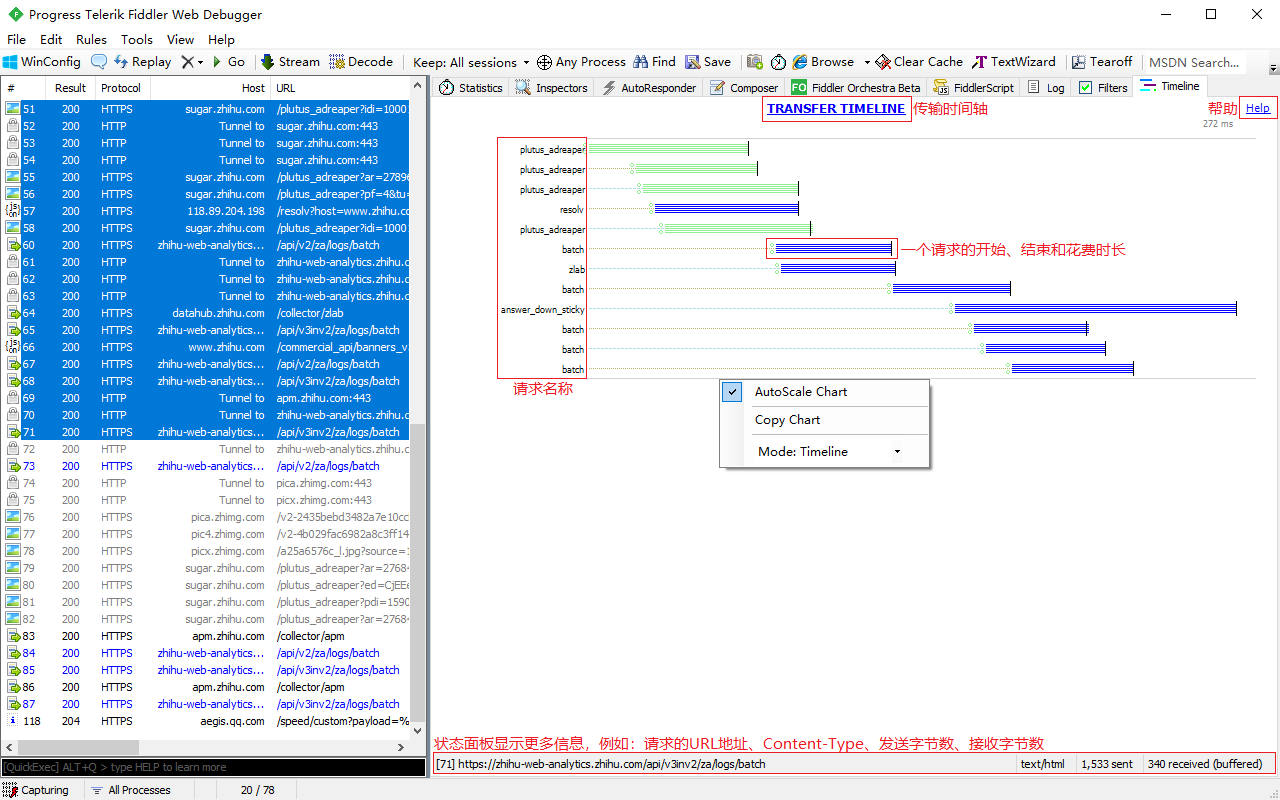 Progress Telerik Fiddler Web Debugger
File Edit Rules Tools View Help
WinConfig Replay Go Stream Decode Keep: All sessions Any Process Find Save Browse Clear Cache TextWizard Tearoff MSDN Search...
# Result Protocol Host URL
Statistics Inspectors AutoResponder Composer FO Fiddler Orchestra Beta FiddlerScript Log Filters Timeline
51 200 HTTPS sugar.zhihu.com /plutus_adreaper?idi=10001
52 200 HTTP Tunnel to sugar.zhihu.com:443
53 200 HTTP Tunnel to sugar.zhihu.com:443
54 200 HTTP Tunnel to sugar.zhihu.com:443
55 200 HTTPS sugar.zhihu.com /plutus_adreaper?ar=27896
56 200 HTTPS sugar.zhihu.com /plutus_adreaper?pf=4&tu=
57 200 HTTPS 118.89.204.198 /resolv?host=www.zhihu.co
58 200 HTTPS sugar.zhihu.com /plutus_adreaper?idi=10001
60 200 HTTPS zhihu-web-analytics... /api/v2/za/logs/batch
61 200 HTTP Tunnel to zhihu-web-analytics.zhihu.c
62 200 HTTP Tunnel to zhihu-web-analytics.zhihu.c
63 200 HTTP Tunnel to zhihu-web-analytics.zhihu.c
64 200 HTTPS datahub.zhihu.com /collector/zlab
65 200 HTTPS zhihu-web-analytics... /api/v3inv2/za/logs/batch
66 200 HTTPS www.zhihu.com /commercial_api/banners_v
67 200 HTTPS zhihu-web-analytics... /api/v2/za/logs/batch
68 200 HTTPS zhihu-web-analytics... /api/v3inv2/za/logs/batch
69 200 HTTP Tunnel to apm.zhihu.com:443
70 200 HTTP Tunnel to zhihu-web-analytics.zhihu.c
71 200 HTTPS zhihu-web-analytics... /api/v3inv2/za/logs/batch
72 200 HTTP Tunnel to zhihu-web-analytics.zhihu.c
73 200 HTTPS zhihu-web-analytics... /api/v2/za/logs/batch
74 200 HTTP Tunnel to pica.zhimg.com:443
75 200 HTTP Tunnel to picx.zhimg.com:443
76 200 HTTPS pica.zhimg.com /v2-2435bebd3482a7e10cc
77 200 HTTPS pic4.zhimg.com /v2-4b029fac6982a8c3ff14
78 200 HTTPS picx.zhimg.com /a25a6576c_l.jpg?source=1
79 200 HTTPS sugar.zhihu.com /plutus_adreaper?ar=27684
80 200 HTTPS sugar.zhihu.com /plutus_adreaper?ed=CjEEe
81 200 HTTPS sugar.zhihu.com /plutus_adreaper?pdi=1590
82 200 HTTPS sugar.zhihu.com /plutus_adreaper?ar=27684
83 200 HTTPS apm.zhihu.com /collector/apm
84 200 HTTPS zhihu-web-analytics... /api/v2/za/logs/batch
85 200 HTTPS zhihu-web-analytics... /api/v3inv2/za/logs/batch
86 200 HTTPS apm.zhihu.com /collector/apm
87 200 HTTPS zhihu-web-analytics... /api/v3inv2/za/logs/batch
118 204 HTTPS aegis.qq.com /speed/custom?payload=%
TRANSFER TIMELINE 传输时间轴 帮助 Help
272 ms
plutus_adreaper
plutus_adreaper
plutus_adreaper
resolv
plutus_adreaper
batch 一个请求的开始、结束和花费时长
zlab
batch
answer_down_sticky
batch
batch
batch
请求名称
AutoScale Chart
Copy Chart
Mode: Timeline
状态面板显示更多信息，例如：请求的URL地址、Content-Type、发送字节数、接收字节数
[71] https://zhihu-web-analytics.zhihu.com/api/v3inv2/za/logs/batch text/html 1,533 sent 340 received (buffered)
[QuickExec] ALT+Q > type HELP to learn more
Capturing All Processes 20 / 78